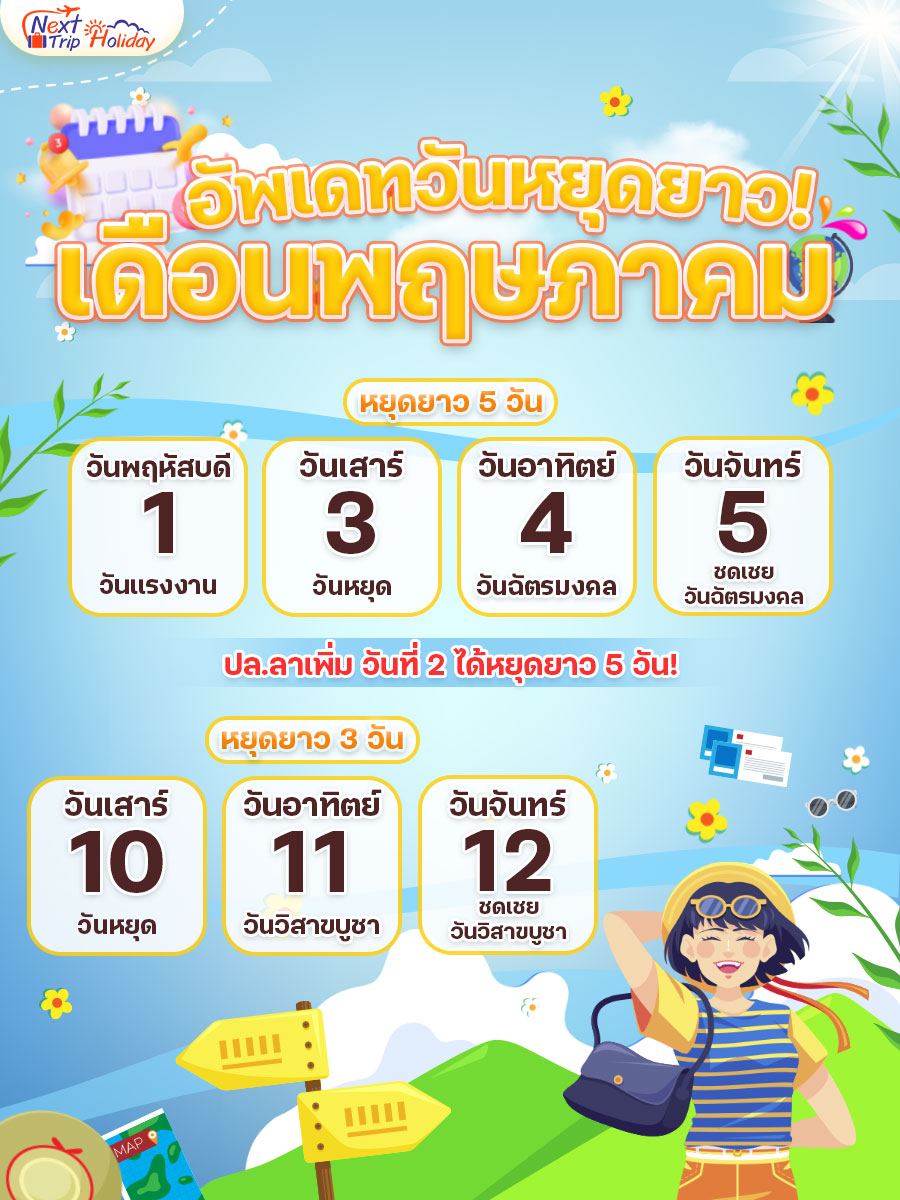 Next
Trip Holiday
3
อัพเดทวันหยุดยาว!
เดือนพฤษภาคม
หยุดยาว 5 วัน
วันพฤหัสบดี
1
วันแรงงาน
วันเสาร์
3
วันหยุด
วันอาทิตย์
4
วันฉัตรมงคล
วันจันทร์
5
ชดเชย
วันฉัตรมงคล
ปล.ลาเพิ่ม วันที่ 2 ได้หยุดยาว 5 วัน!
หยุดยาว 3 วัน
วันเสาร์
10
วันหยุด
วันอาทิตย์
11
วันวิสาขบูชา
วันจันทร์
12
ชดเชย
วันวิสาขบูชา
MAP